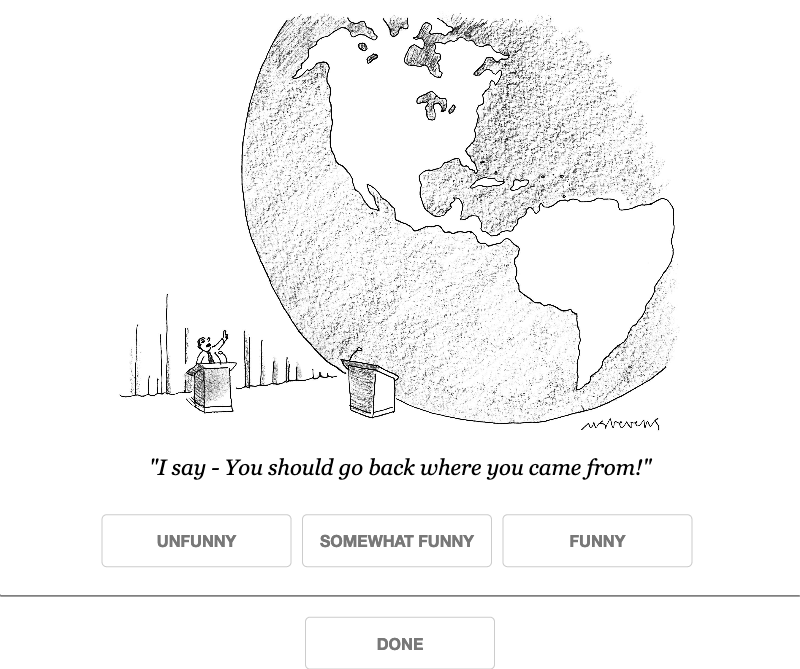 mstevens
"I say - You should go back where you came from!"
UNFUNNY
SOMEWHAT FUNNY
FUNNY
DONE